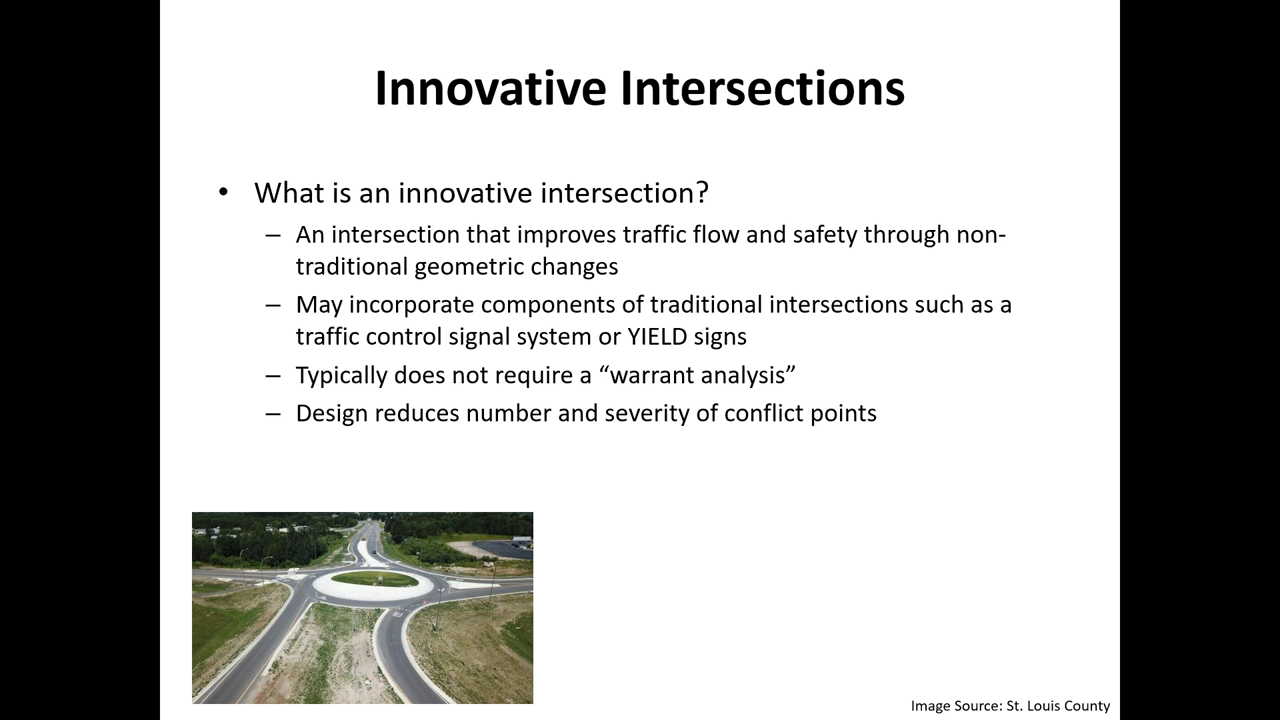 Innovative Intersections
• What is an innovative intersection?
– An intersection that improves traffic flow and safety through non-
traditional geometric changes
– May incorporate components of traditional intersections such as a
traffic control signal system or YIELD signs
– Typically does not require a “warrant analysis”
– Design reduces number and severity of conflict points
Image Source: St. Louis County